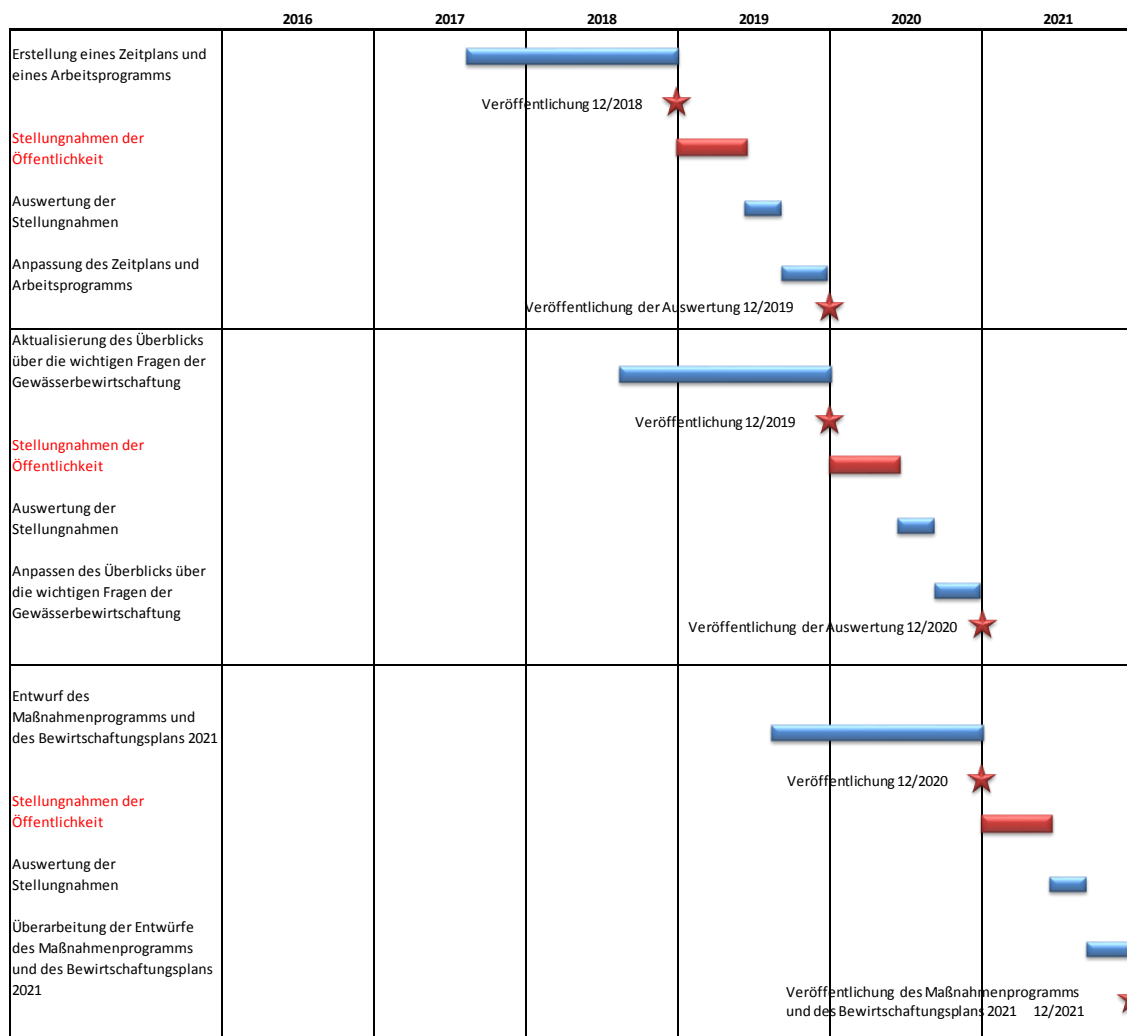 2016 2017 2018 2019 2020 2021
Erstellung eines Zeitplans und
eines Arbeitsprogramms
Veröffentlichung 12/2018
Stellungnahmen der
Öffentlichkeit
Auswertung der
Stellungnahmen
Anpassung des Zeitplans und
Arbeitsprogramms
Veröffentlichung der Auswertung 12/2019
Aktualisierung des Überblicks
über die wichtigen Fragen der
Gewässerbewirtschaftung
Veröffentlichung 12/2019
Stellungnahmen der
Öffentlichkeit
Auswertung der
Stellungnahmen
Anpassen des Überblicks über
die wichtigen Fragen der
Gewässerbewirtschaftung
Veröffentlichung der Auswertung 12/2020
Entwurf des
Maßnahmenprogramms und
des Bewirtschaftungsplans 2021
Veröffentlichung 12/2020
Stellungnahmen der
Öffentlichkeit
Auswertung der
Stellungnahmen
Überarbeitung der Entwürfe
des Maßnahmenprogramms
und des Bewirtschaftungsplans
2021
Veröffentlichung des Maßnahmenprogramms
und des Bewirtschaftungsplans 2021 12/2021